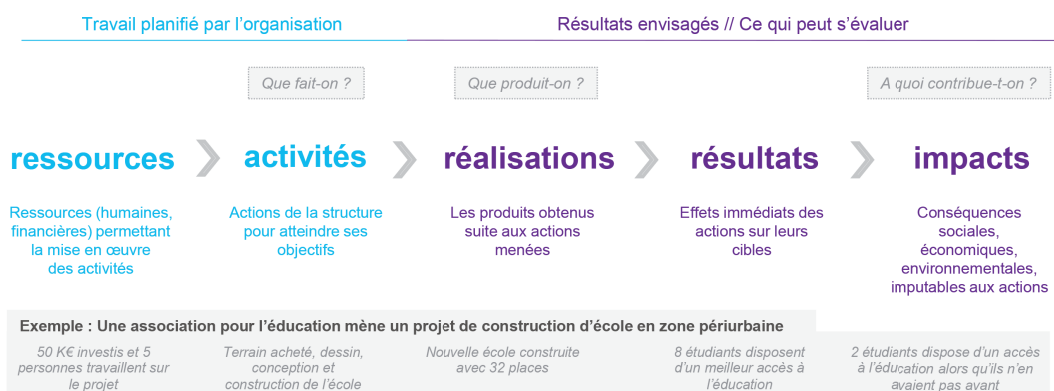 Travail planifié par l'organisation
Résultats envisagés // Ce qui peut s'évaluer
Que fait-on ?
Que produit-on ?
A quoi contribue-t-on ?
ressources
activités
réalisations
résultats
impacts
Ressources (humaines,
financières) permettant
la mise en œuvre
des activités
Actions de la structure
pour atteindre ses
objectifs
Les produits obtenus
suite aux actions
menées
Effets immédiats des
actions sur leurs
cibles
Conséquences
sociales,
économiques,
environnementales,
imputables aux actions
Exemple : Une association pour l'éducation mène un projet de construction d'école en zone périurbaine
50 K€ investis et 5
personnes travaillent sur
le projet
Terrain acheté, dessin,
conception et
construction de l'école
Nouvelle école construite
avec 32 places
8 étudiants disposent
d'un meilleur accès à
l'éducation
2 étudiants dispose d'un accès
à l'éducation alors qu'ils n'en
avaient pas avant